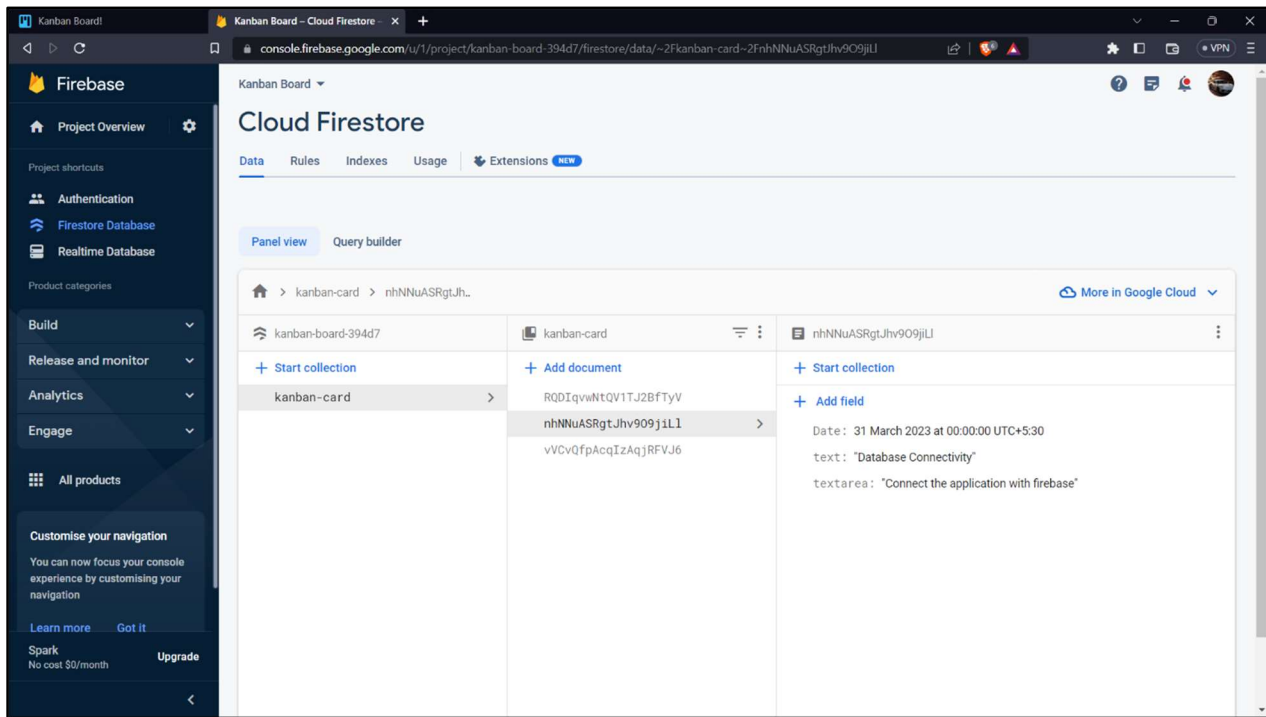 Kanban Board!
Kanban Board – Cloud Firestore –
console.firebase.google.com/u/1/project/kanban-board-394d7/firestore/data/~2Fkanban-card~2FnhNNuASRgtJhv9O9jiLl
VPN
Firebase
Project Overview
Project shortcuts
Authentication
Firestore Database
Realtime Database
Product categories
Build
Release and monitor
Analytics
Engage
All products
Customise your navigation
You can now focus your console
experience by customising your
navigation
Learn more Got it
Spark
No cost $0/month
Upgrade
Kanban Board
Cloud Firestore
Data Rules Indexes Usage Extensions NEW
Panel view Query builder
kanban-card > nhNNuASRgtJh...
More in Google Cloud
kanban-board-394d7
+ Start collection
kanban-card
kanban-card
+ Add document
RQDIqvwNtQV1TJ2BfTyV
nhNNuASRgtJhv9O9jiLl
vVCvQfpAcqIzAqjRFVJ6
nhNNuASRgtJhv9O9jiLl
+ Start collection
+ Add field
Date: 31 March 2023 at 00:00:00 UTC+5:30
text: "Database Connectivity"
textarea: "Connect the application with firebase"